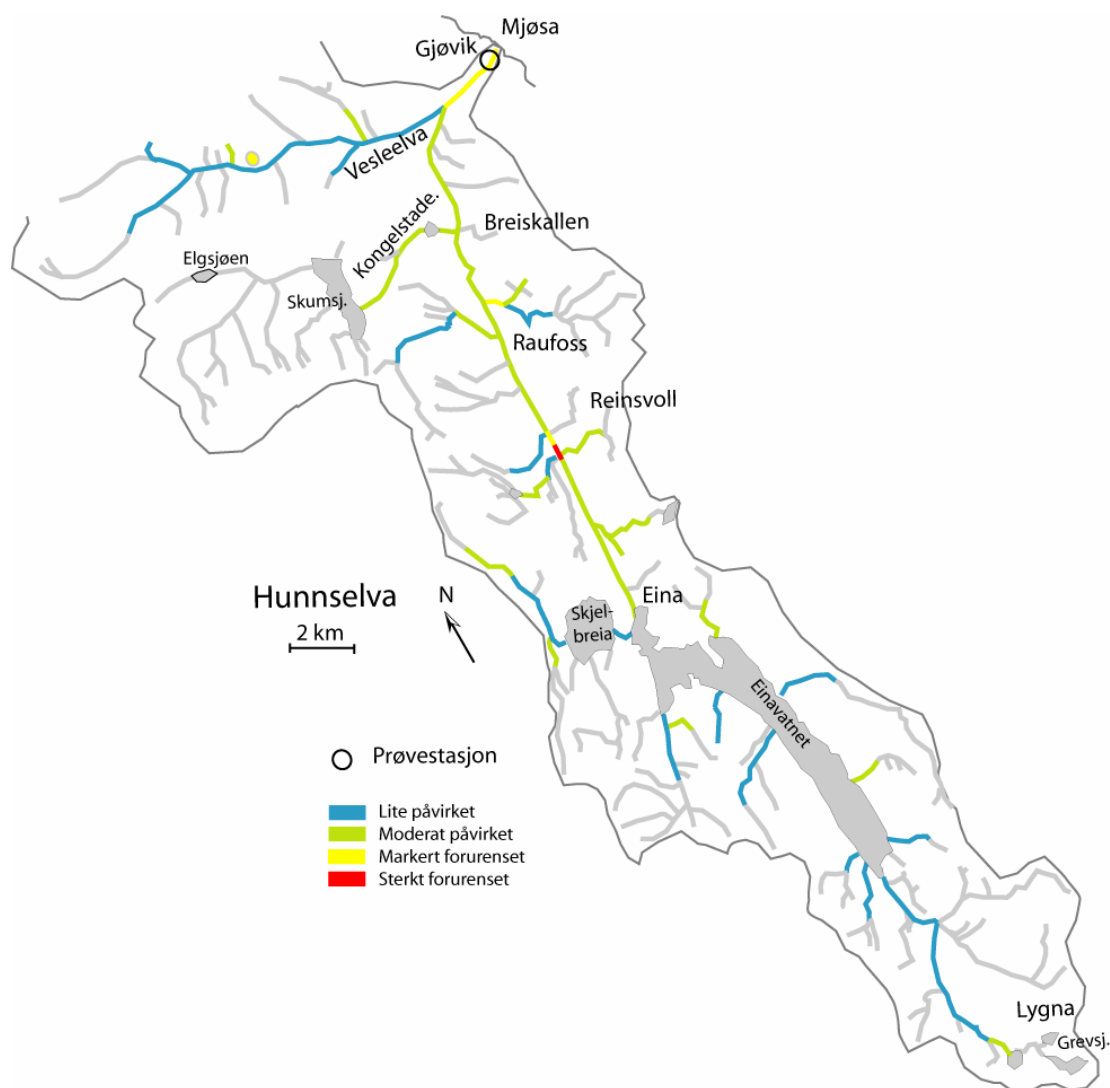 Mjøsa
Gjøvik
Vesleelva
Kongelstade.
Breiskallen
Elgsjøen
Skumsj.
Raufoss
Reinsvoll
Hunnselva
2 km
N
Eina
Skjel-
breia
Einavatnet
Prøvestasjon
Lite påvirket
Moderat påvirket
Markert forurenset
Sterkt forurenset
Lygna
Grevsj.